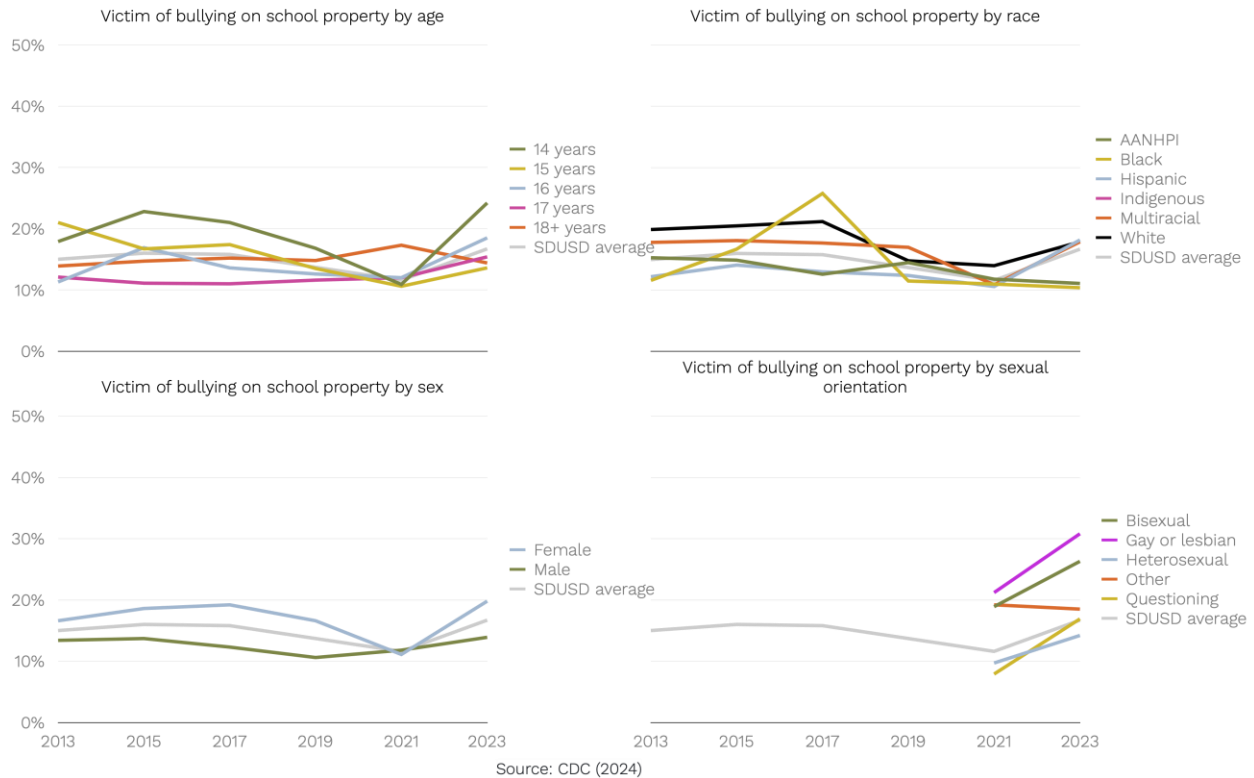 Victim of bullying on school property by age
50%
40%
30%
20%
10%
0%
14 years
15 years
16 years
17 years
18+ years
SDUSD average
Victim of bullying on school property by race
AANHPI
Black
Hispanic
Indigenous
Multiracial
White
SDUSD average
Victim of bullying on school property by sex
50%
40%
30%
20%
10%
0%
2013 2015 2017 2019 2021 2023
Female
Male
SDUSD average
Victim of bullying on school property by sexual
orientation
2013 2015 2017 2019 2021 2023
Bisexual
Gay or lesbian
Heterosexual
Other
Questioning
SDUSD average
Source: CDC (2024)